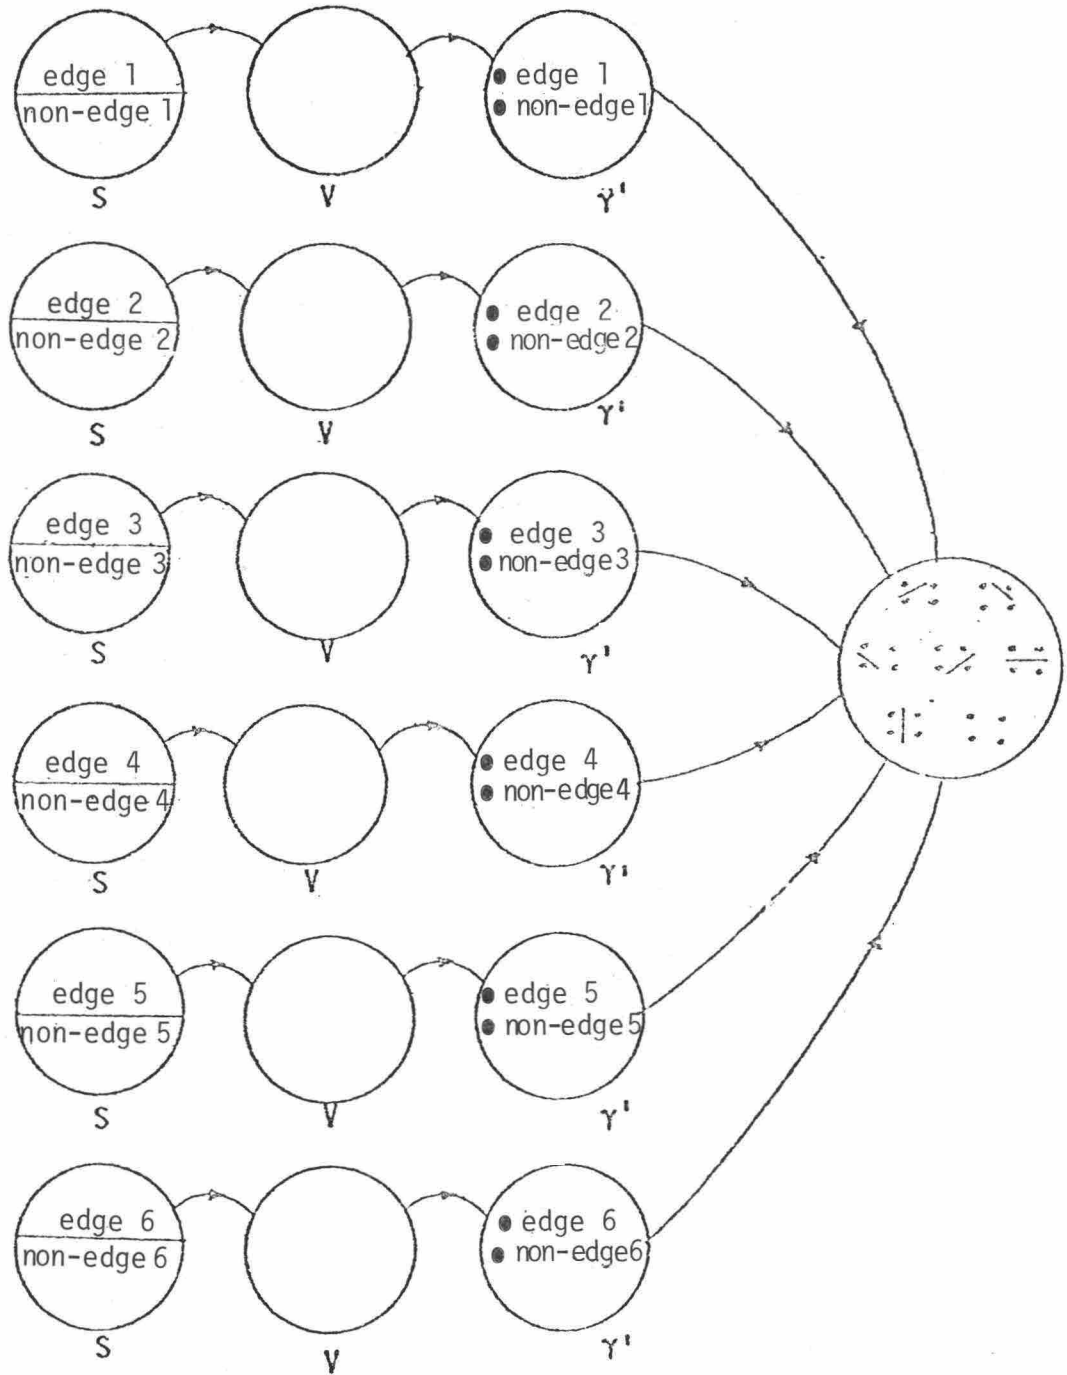 edge 1
non-edge 1
S
V
edge 1
non-edge1
γ'
edge 2
non-edge 2
S
V
edge 2
non-edge2
γ'
edge 3
non-edge 3
S
V
edge 3
non-edge3
γ'
edge 4
non-edge 4
S
V
edge 4
non-edge4
γ'
edge 5
non-edge 5
S
V
edge 5
non-edge5
γ'
edge 6
non-edge 6
S
V
edge 6
non-edge6
γ'